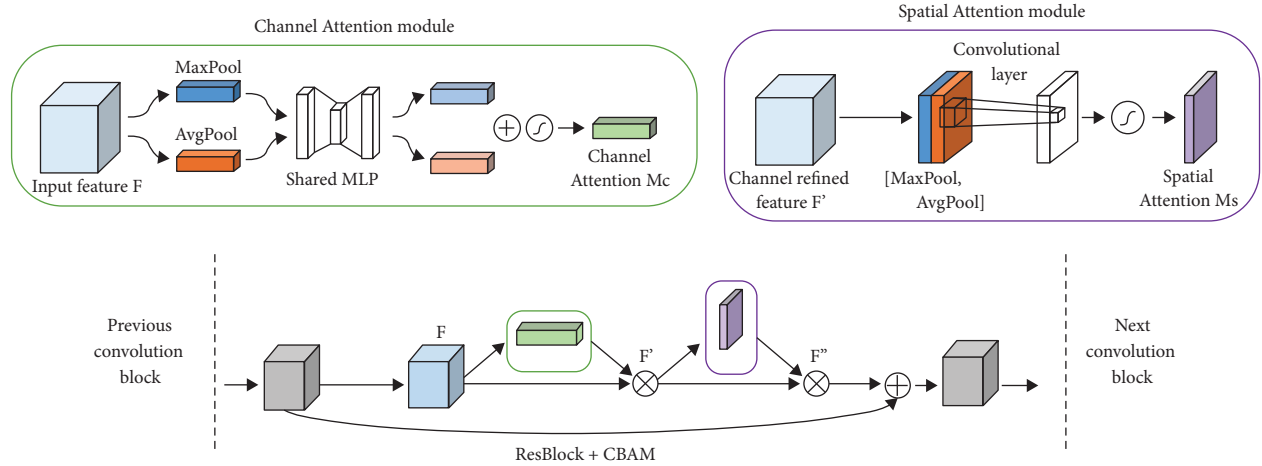 Channel Attention module
MaxPool
AvgPool
Input feature F
Shared MLP
Channel
Attention Mc
Spatial Attention module
Convolutional
layer
Channel refined
feature F'
[MaxPool,
AvgPool]
Spatial
Attention Ms
Previous
convolution
block
F
F'
F"
Next
convolution
block
ResBlock + CBAM